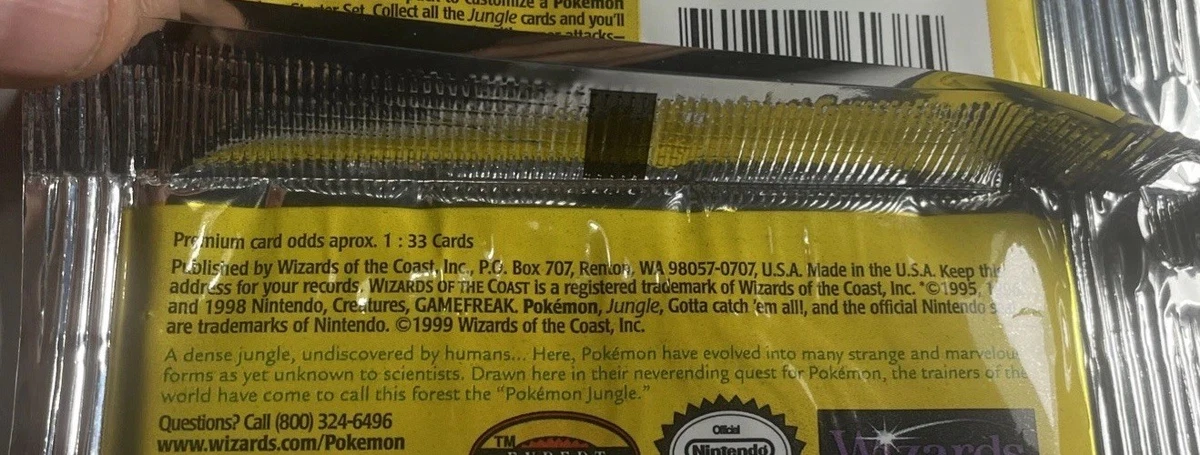 to customize a Pokémon
Starter Set. Collect all the Jungle cards and you'll
attacks—
Premium card odds aprox. 1 : 33 Cards
Published by Wizards of the Coast, Inc., P.O. Box 707, Renton, WA 98057-0707, U.S.A. Made in the U.S.A. Keep this
address for your records. WIZARDS OF THE COAST is a registered trademark of Wizards of the Coast, Inc. *©1995,
and 1998 Nintendo, Creatures, GAMEFREAK. Pokémon, Jungle, Gotta catch 'em all!, and the official Nintendo
are trademarks of Nintendo. ©1999 Wizards of the Coast, Inc.
A dense jungle, undiscovered by humans... Here, Pokémon have evolved into many strange and marvelous
forms as yet unknown to scientists. Drawn here in their neverending quest for Pokémon, the trainers of the
world have come to call this forest the "Pokémon Jungle."
Questions? Call (800) 324-6496
www.wizards.com/Pokemon
TM
EXPERT
Official
Nintendo
Wizards